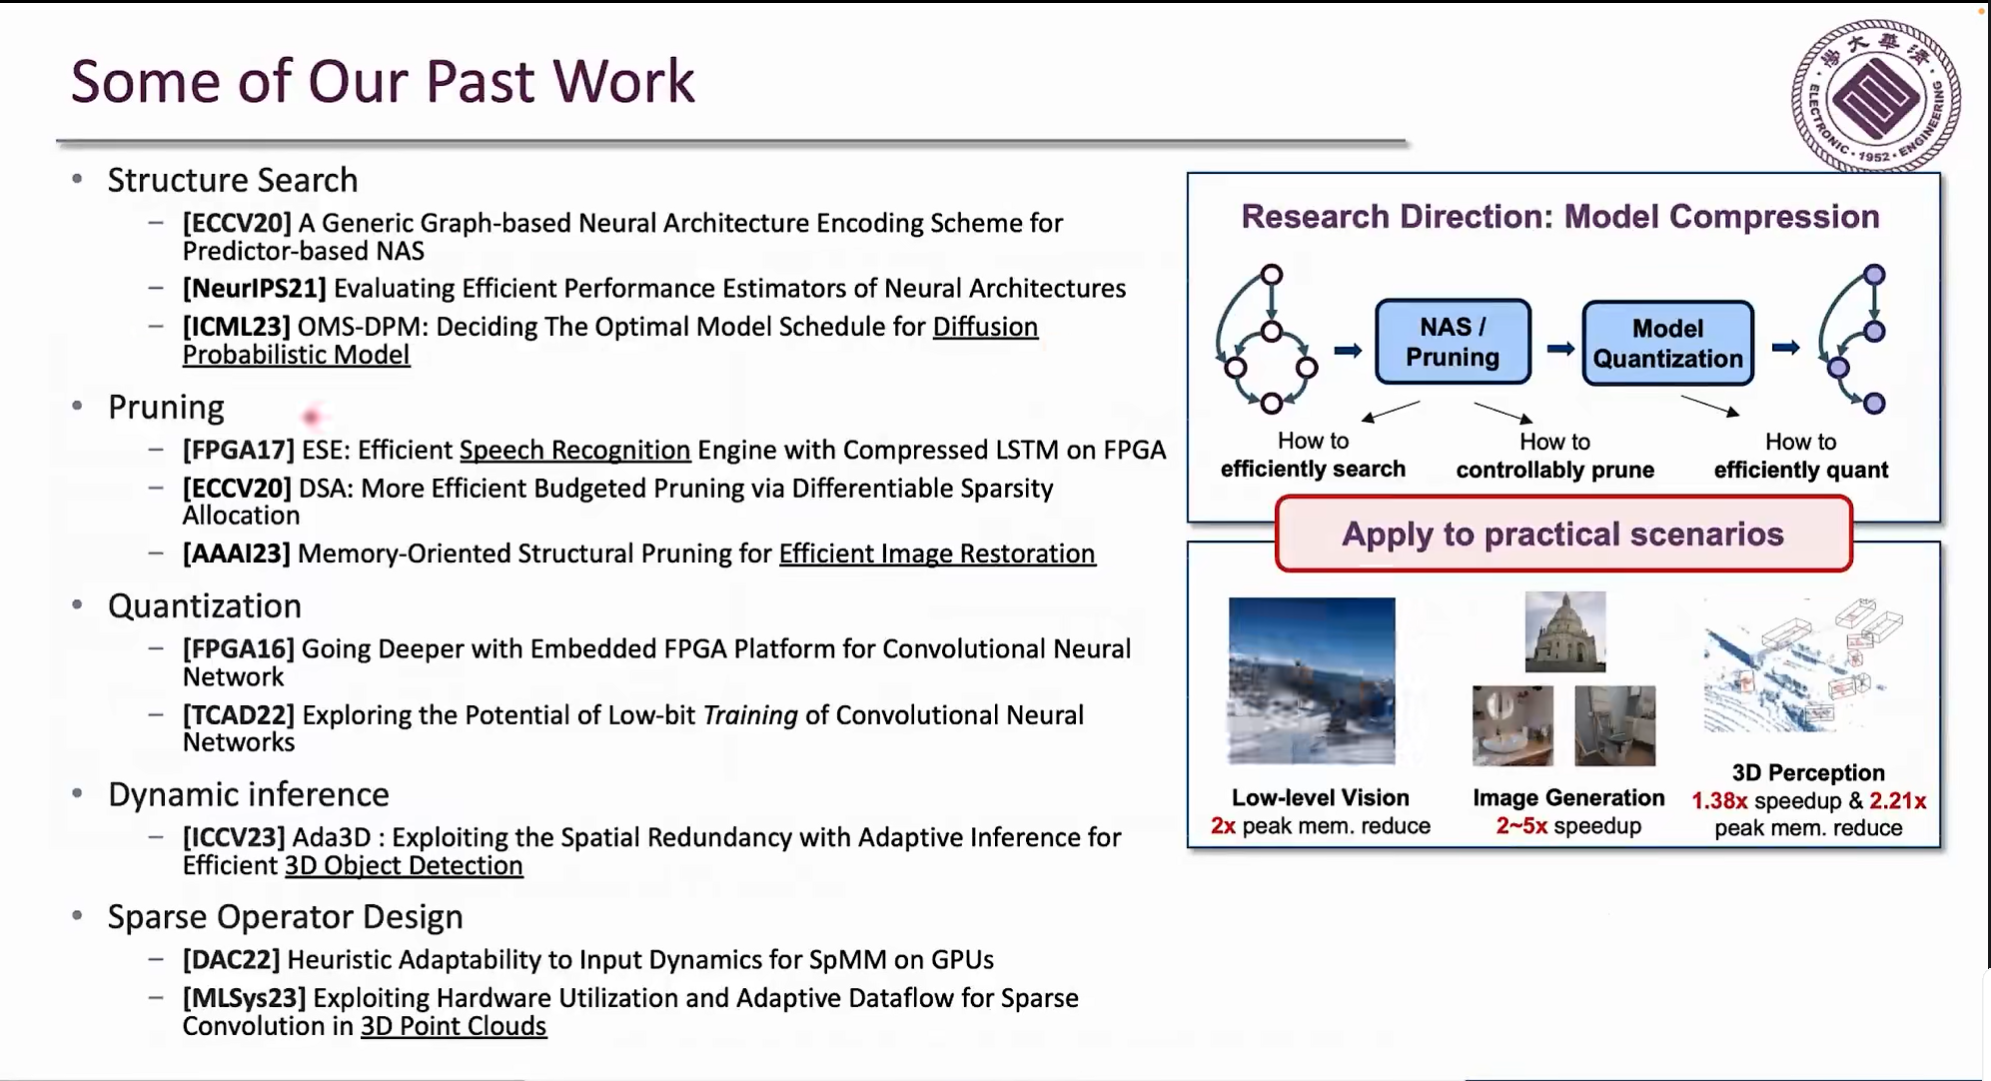 Some of Our Past Work
學大華清
ELECTRONIC • 1952 • ENGINEERING
• Structure Search
– [ECCV20] A Generic Graph-based Neural Architecture Encoding Scheme for
Predictor-based NAS
– [NeurIPS21] Evaluating Efficient Performance Estimators of Neural Architectures
– [ICML23] OMS-DPM: Deciding The Optimal Model Schedule for Diffusion
Probabilistic Model
• Pruning
– [FPGA17] ESE: Efficient Speech Recognition Engine with Compressed LSTM on FPGA
– [ECCV20] DSA: More Efficient Budgeted Pruning via Differentiable Sparsity
Allocation
– [AAAI23] Memory-Oriented Structural Pruning for Efficient Image Restoration
• Quantization
– [FPGA16] Going Deeper with Embedded FPGA Platform for Convolutional Neural
Network
– [TCAD22] Exploring the Potential of Low-bit Training of Convolutional Neural
Networks
• Dynamic inference
– [ICCV23] Ada3D : Exploiting the Spatial Redundancy with Adaptive Inference for
Efficient 3D Object Detection
• Sparse Operator Design
– [DAC22] Heuristic Adaptability to Input Dynamics for SpMM on GPUs
– [MLSys23] Exploiting Hardware Utilization and Adaptive Dataflow for Sparse
Convolution in 3D Point Clouds
Research Direction: Model Compression
NAS /
Pruning
Model
Quantization
How to
efficiently search
How to
controllably prune
How to
efficiently quant
Apply to practical scenarios
Low-level Vision
2x peak mem. reduce
Image Generation
2~5x speedup
3D Perception
1.38x speedup & 2.21x
peak mem. reduce